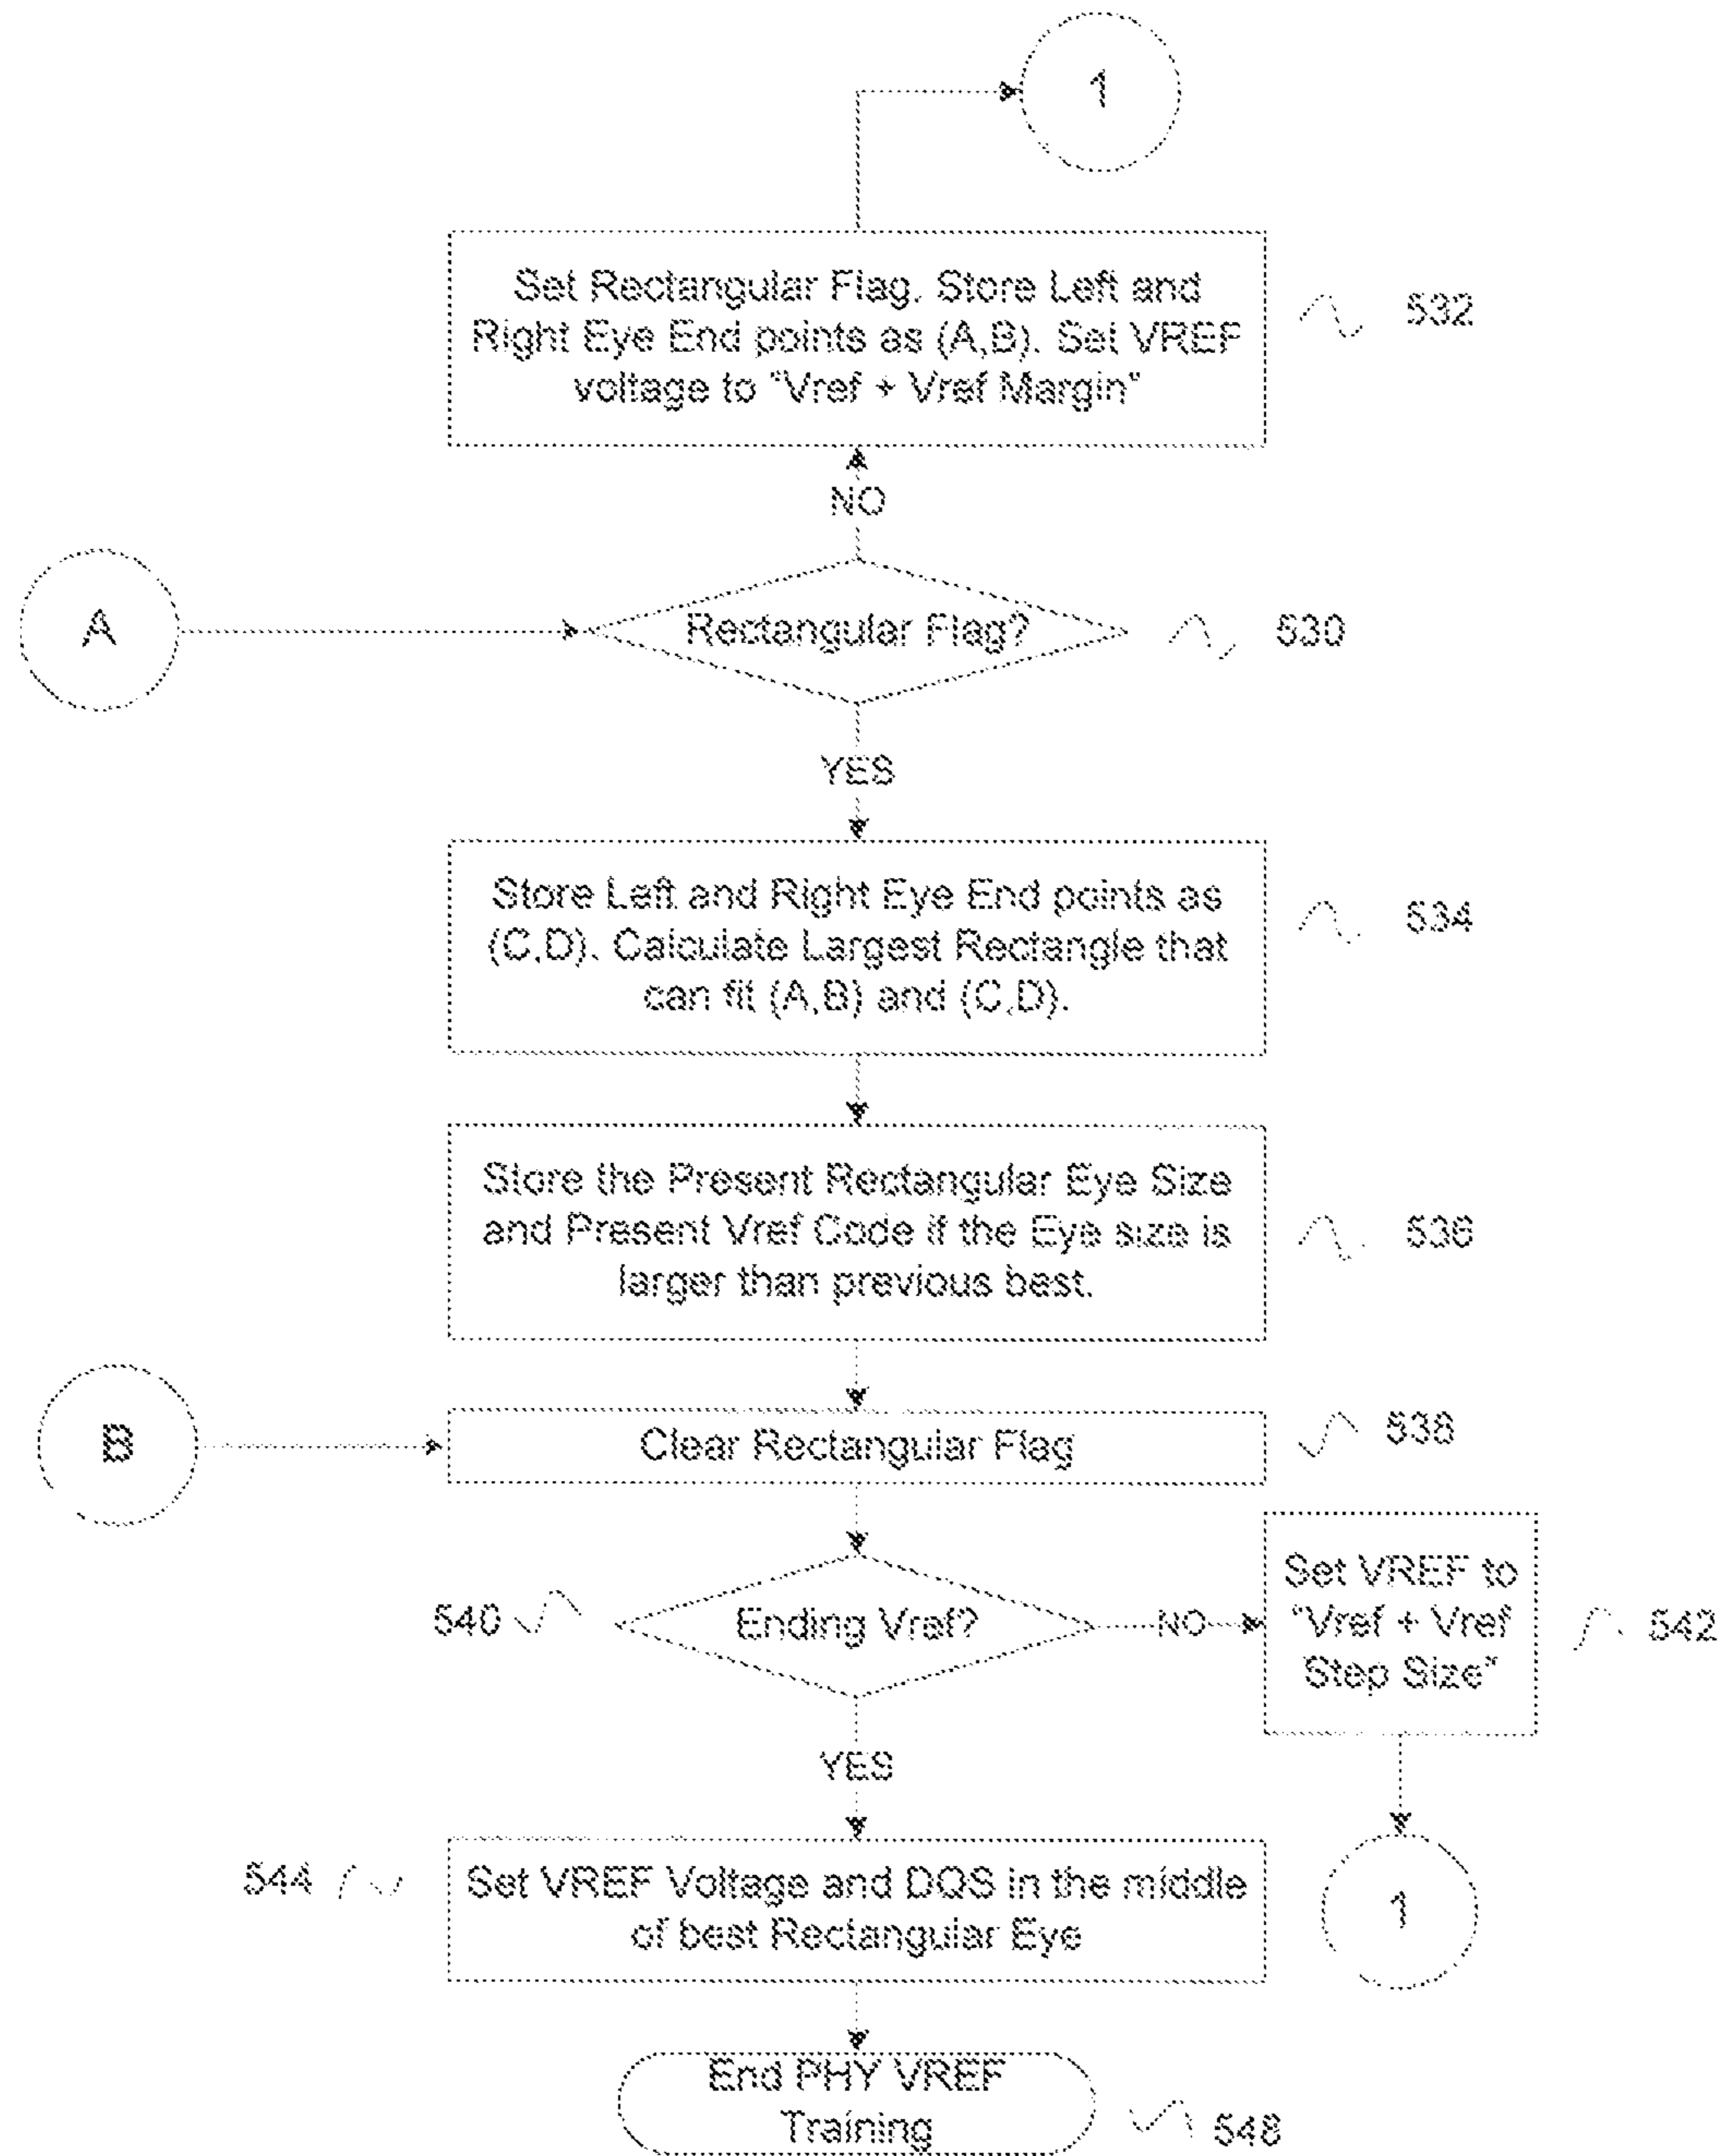 1
Set Rectangular Flag. Store Left and
Right Eye End points as (A,B). Set VREF
voltage to "Vref + Vref Margin"
532
NO
A
Rectangular Flag?
530
YES
Store Left and Right Eye End points as
(C,D). Calculate Largest Rectangle that
can fit (A,B) and (C,D).
534
Store the Present Rectangular Eye Size
and Present Vref Code if the Eye size is
larger than previous best.
536
B
Clear Rectangular Flag
538
540
Ending Vref?
NO
Set VREF to
"Vref + Vref
Step Size"
542
YES
544
Set VREF Voltage and DQS in the middle
of best Rectangular Eye
1
End PHY VREF
Training
548